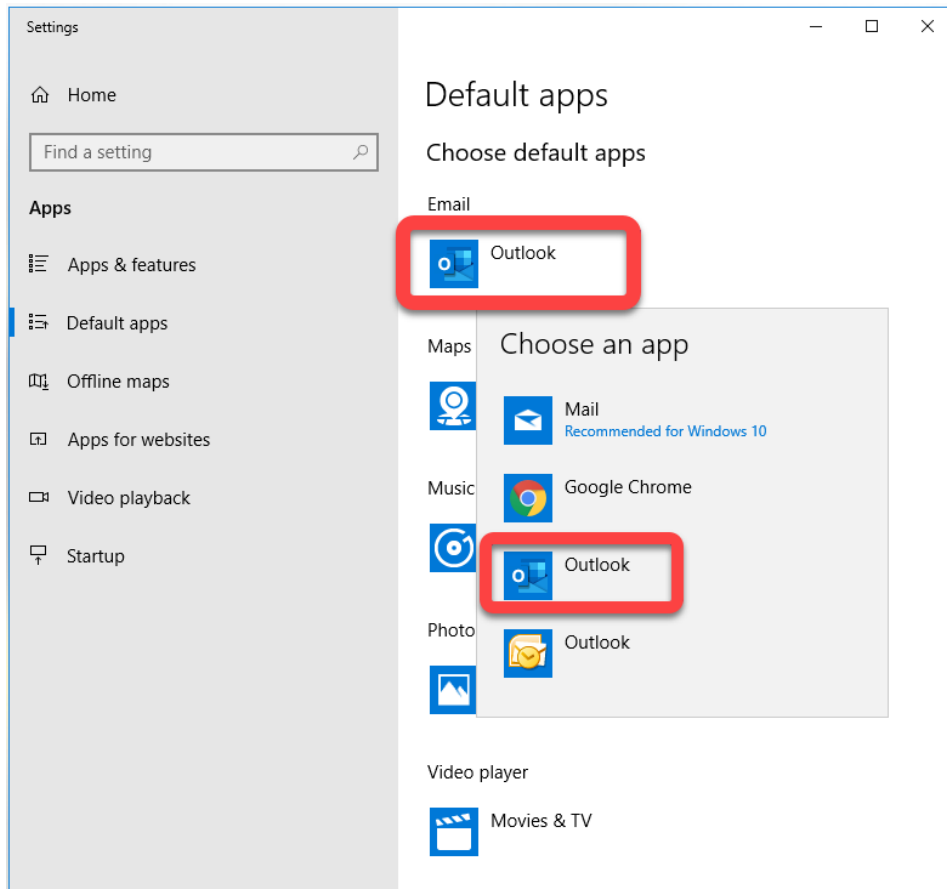 Settings
Home
Find a setting
Apps
Apps & features
Default apps
Offline maps
Apps for websites
Video playback
Startup
Default apps
Choose default apps
Email
Outlook
Maps
Choose an app
Mail
Recommended for Windows 10
Google Chrome
Outlook
Outlook
Music
Photo
Video player
Movies & TV